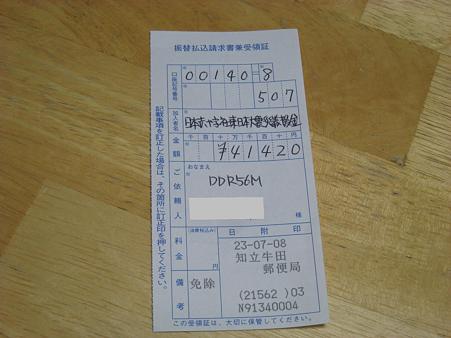 振替払込請求書兼受領証
口座記号番号
00140-8
507
加入者名
日本赤十字社東日本大震災義援金
金額
千百十万千百十円
¥41420
ご依頼人
おなまえ
DDR56M
様
料金
(消費税込み)
円
日附印
23-07-08
知立牛田
郵便局
(21562 )03
N91340004
備考
免除
この受領証は、大切に保管してください。
記載事項を訂正した場合は、その箇所に訂正印を押してください。